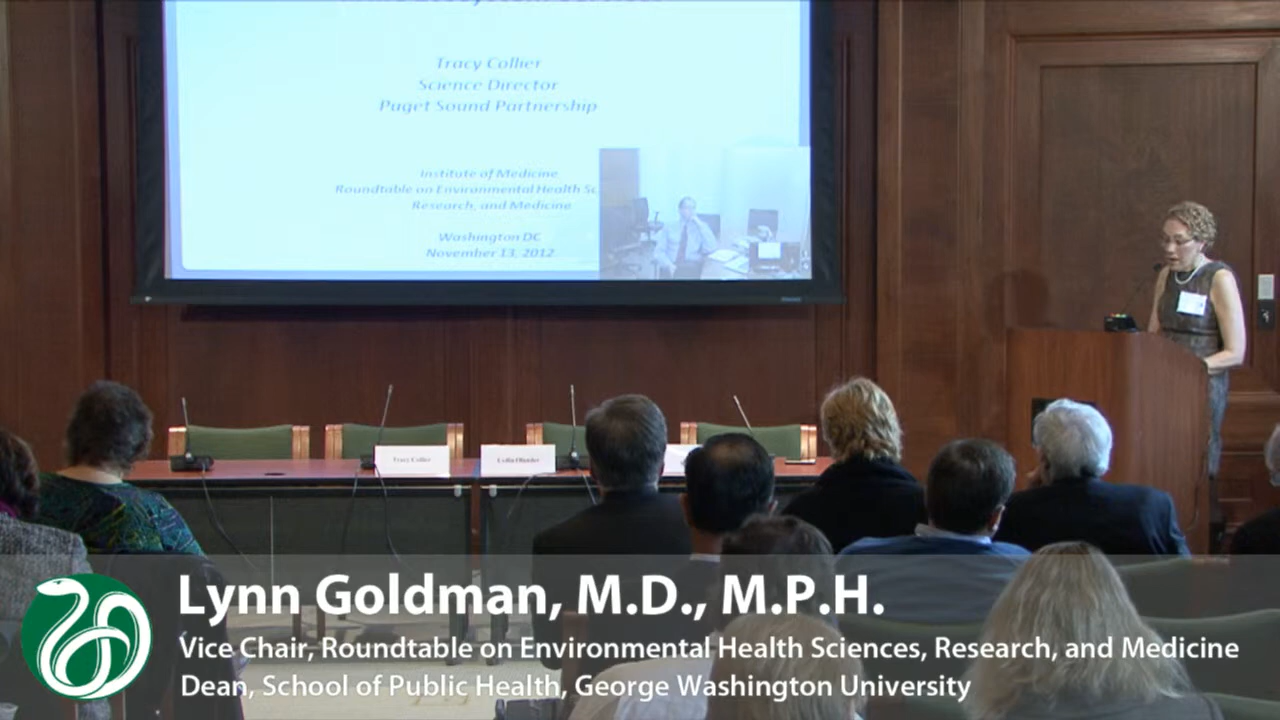 Tracy Collier
Science Director
Puget Sound Partnership
Institute of Medicine
Roundtable on Environmental Health Sc
Research, and Medicine
Washington DC
November 13, 2012
Tracy Collier
Lynn Goldman, M.D., M.P.H.
Vice Chair, Roundtable on Environmental Health Sciences, Research, and Medicine
Dean, School of Public Health, George Washington University